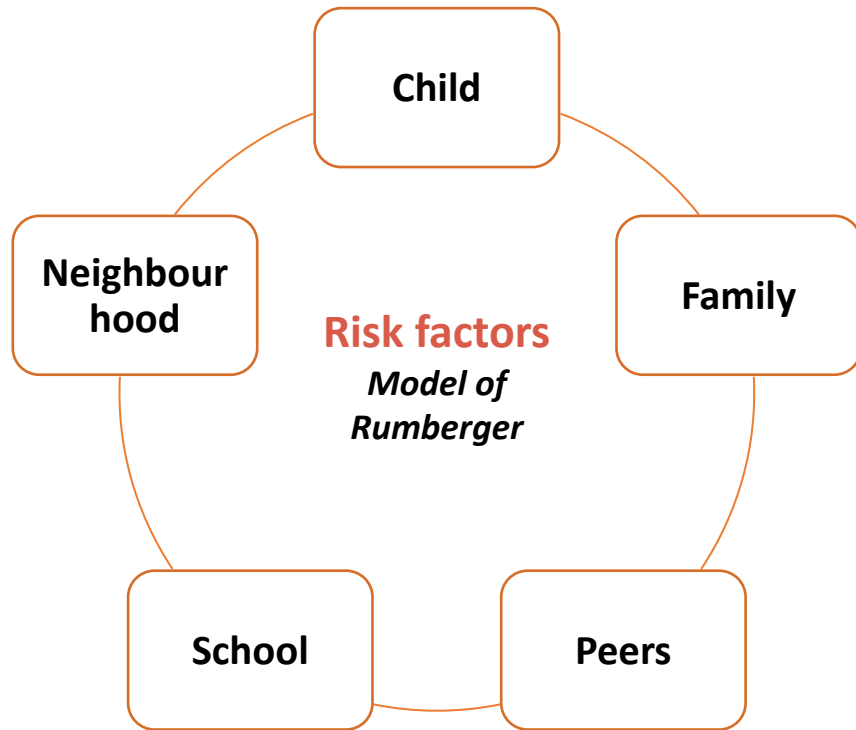 Child
Neighbour
hood
Family
Risk factors
Model of
Rumberger
School
Peers